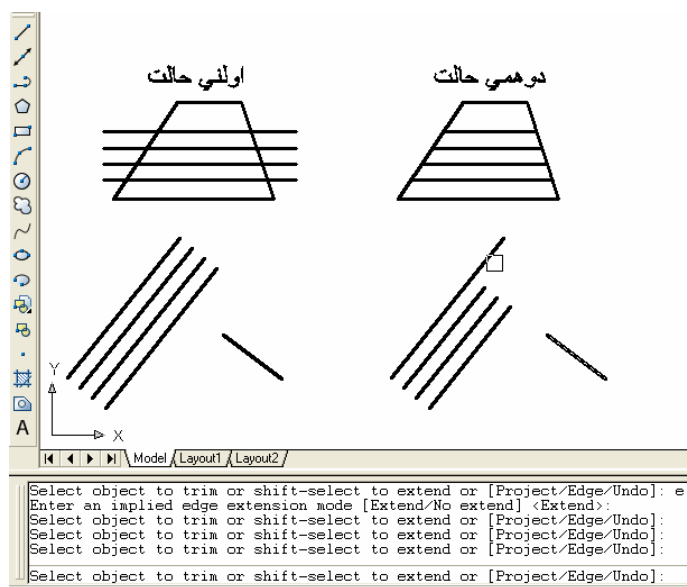 اولني حالت
دوهمي حالت
Y
X
A
Model Layout1 Layout2
Select object to trim or shift-select to extend or [Project/Edge/Undo]: e
Enter an implied edge extension mode [Extend/No extend] <Extend>:
Select object to trim or shift-select to extend or [Project/Edge/Undo]:
Select object to trim or shift-select to extend or [Project/Edge/Undo]:
Select object to trim or shift-select to extend or [Project/Edge/Undo]:
Select object to trim or shift-select to extend or [Project/Edge/Undo]: